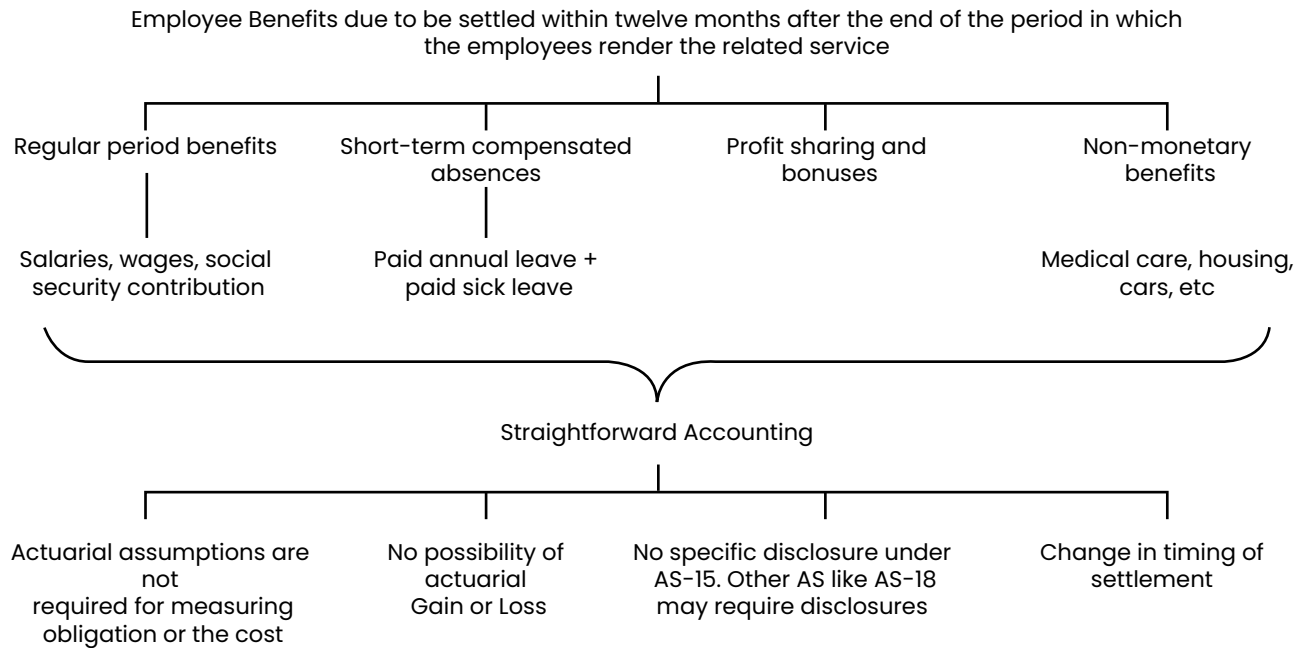 Employee Benefits due to be settled within twelve months after the end of the period in which
the employees render the related service
Regular period benefits
Short-term compensated
absences
Profit sharing and
bonuses
Non-monetary
benefits
Salaries, wages, social
security contribution
Paid annual leave +
paid sick leave
Medical care, housing,
cars, etc
Straightforward Accounting
Actuarial assumptions are
not
required for measuring
obligation or the cost
No possibility of
actuarial
Gain or Loss
No specific disclosure under
AS-15. Other AS like AS-18
may require disclosures
Change in timing of
settlement